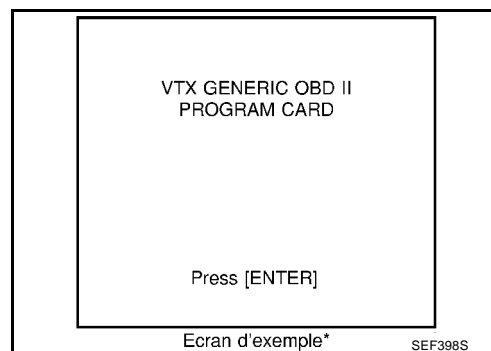 VTX GENERIC OBD II
PROGRAM CARD
Press [ENTER]
Ecran d'exemple*
SEF398S